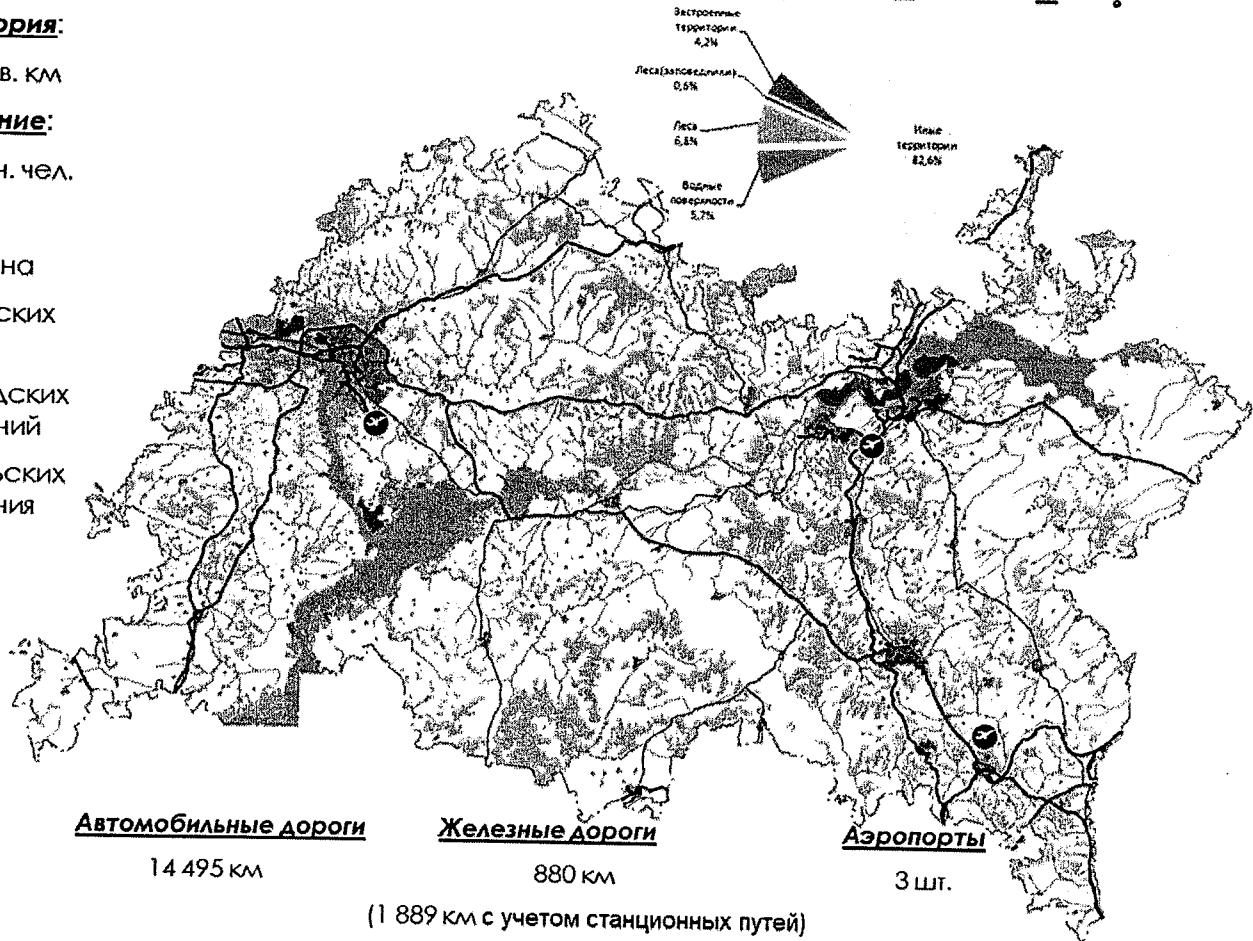 ория:
в. км
ние:
н. чел.
на
ских
дских
ний
ьских
ния
Застроенные
территории
4,2%
Леса(заповедники)
0,6%
Леса
6,8%
Водные
поверхности
5,7%
Иные
территории
82,6%
Автомобильные дороги
14 495 км
Железные дороги
880 км
(1 889 км с учетом станционных путей)
Аэропорты
3 шт.